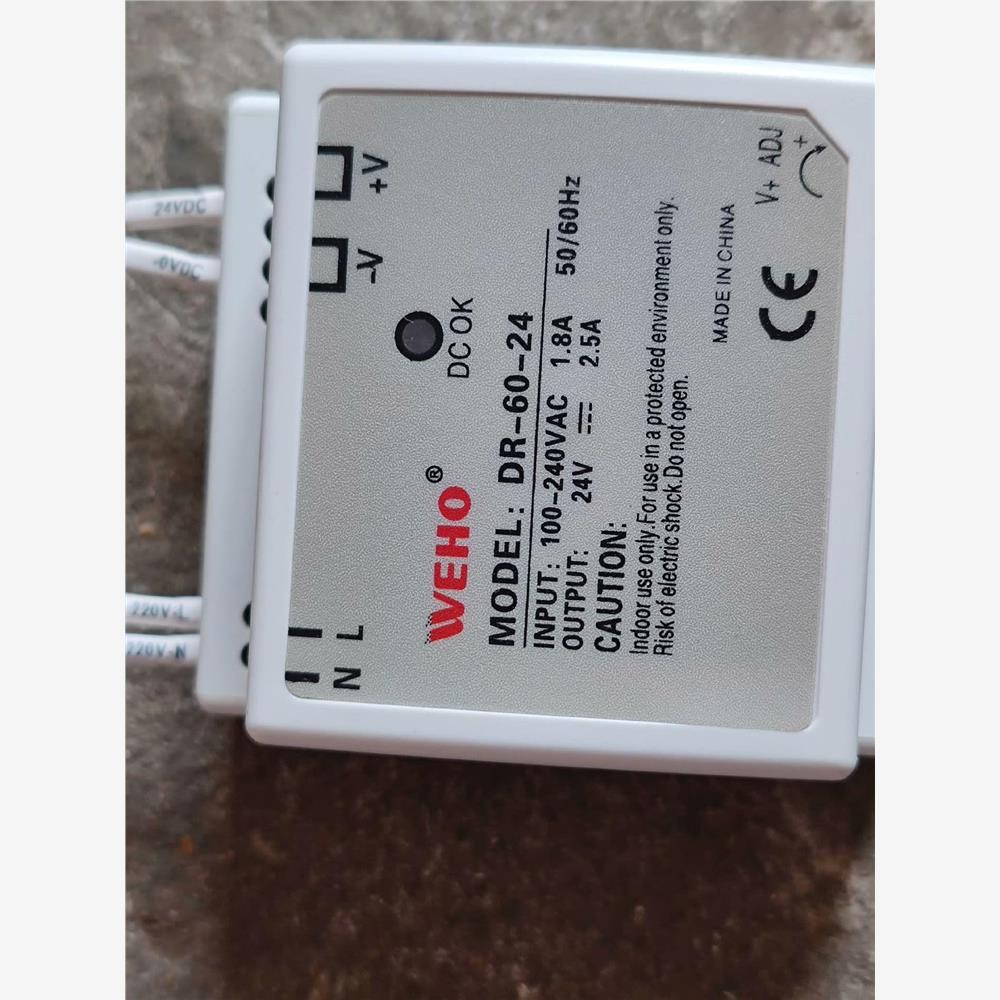 24VDC
-0VDC
220V-L
220V-N
N L
-V +V
DC OK
WEHO®
MODEL: DR-60-24
INPUT: 100-240VAC 1.8A 50/60Hz
OUTPUT: 24V 2.5A
CAUTION:
Indoor use only.For use in a protected environment only.
Risk of electric shock.Do not open.
MADE IN CHINA
CE
V+ ADJ
+